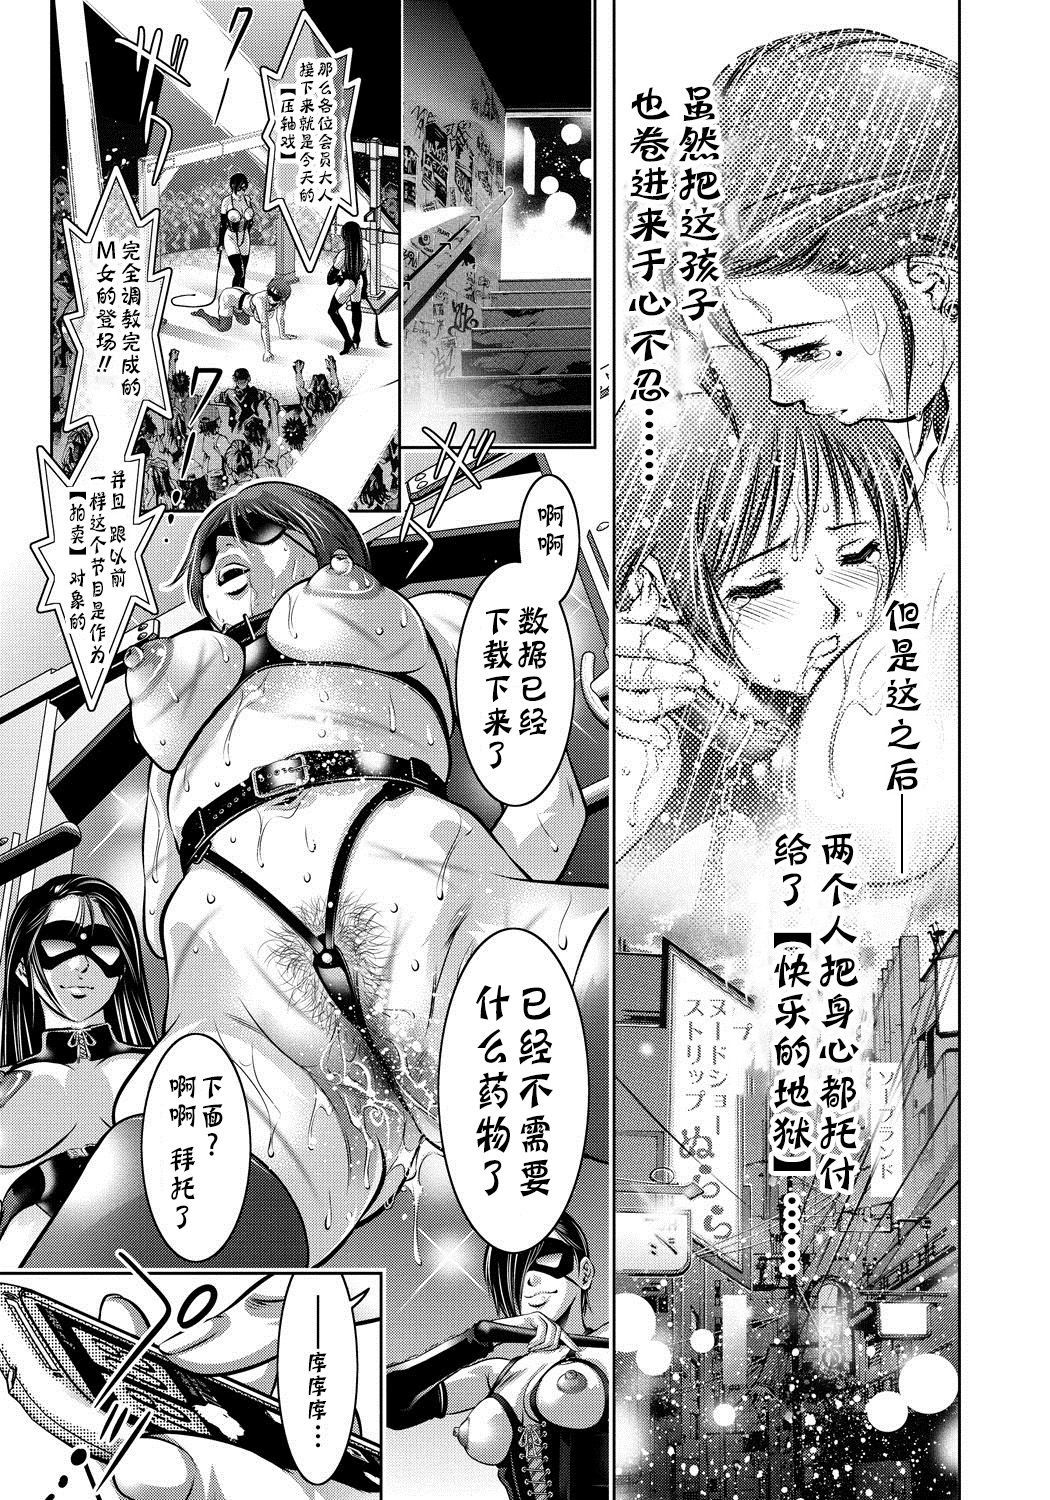 虽然把这孩子
也卷进来于心不忍……
但是这之后——
两个人把身心都托付
给了【快乐的地狱】……
ヌードショー
ストリップ
ぬらら
ソープランド
那么各位会员大人
接下来就是今天的
【压轴戏】
完全调教完成的
M女的登场!!
并且 跟以前
一样这个节目是作为
【拍卖】对象的
啊
啊
数据已经
下载下来了
已经不需要
什么药物了
下面?
啊啊 拜托
了
——库库库…